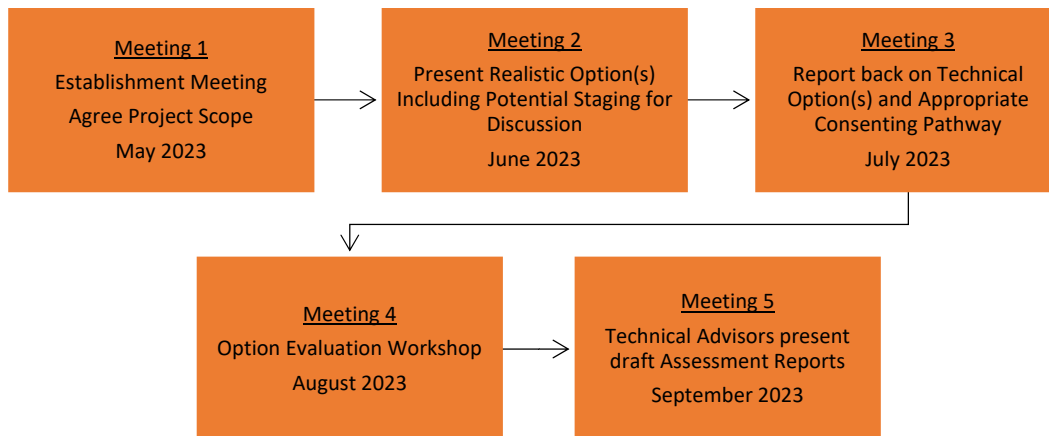 Meeting 1
Establishment Meeting
Agree Project Scope
May 2023
Meeting 2
Present Realistic Option(s)
Including Potential Staging for
Discussion
June 2023
Meeting 3
Report back on Technical
Option(s) and Appropriate
Consenting Pathway
July 2023
Meeting 4
Option Evaluation Workshop
August 2023
Meeting 5
Technical Advisors present
draft Assessment Reports
September 2023